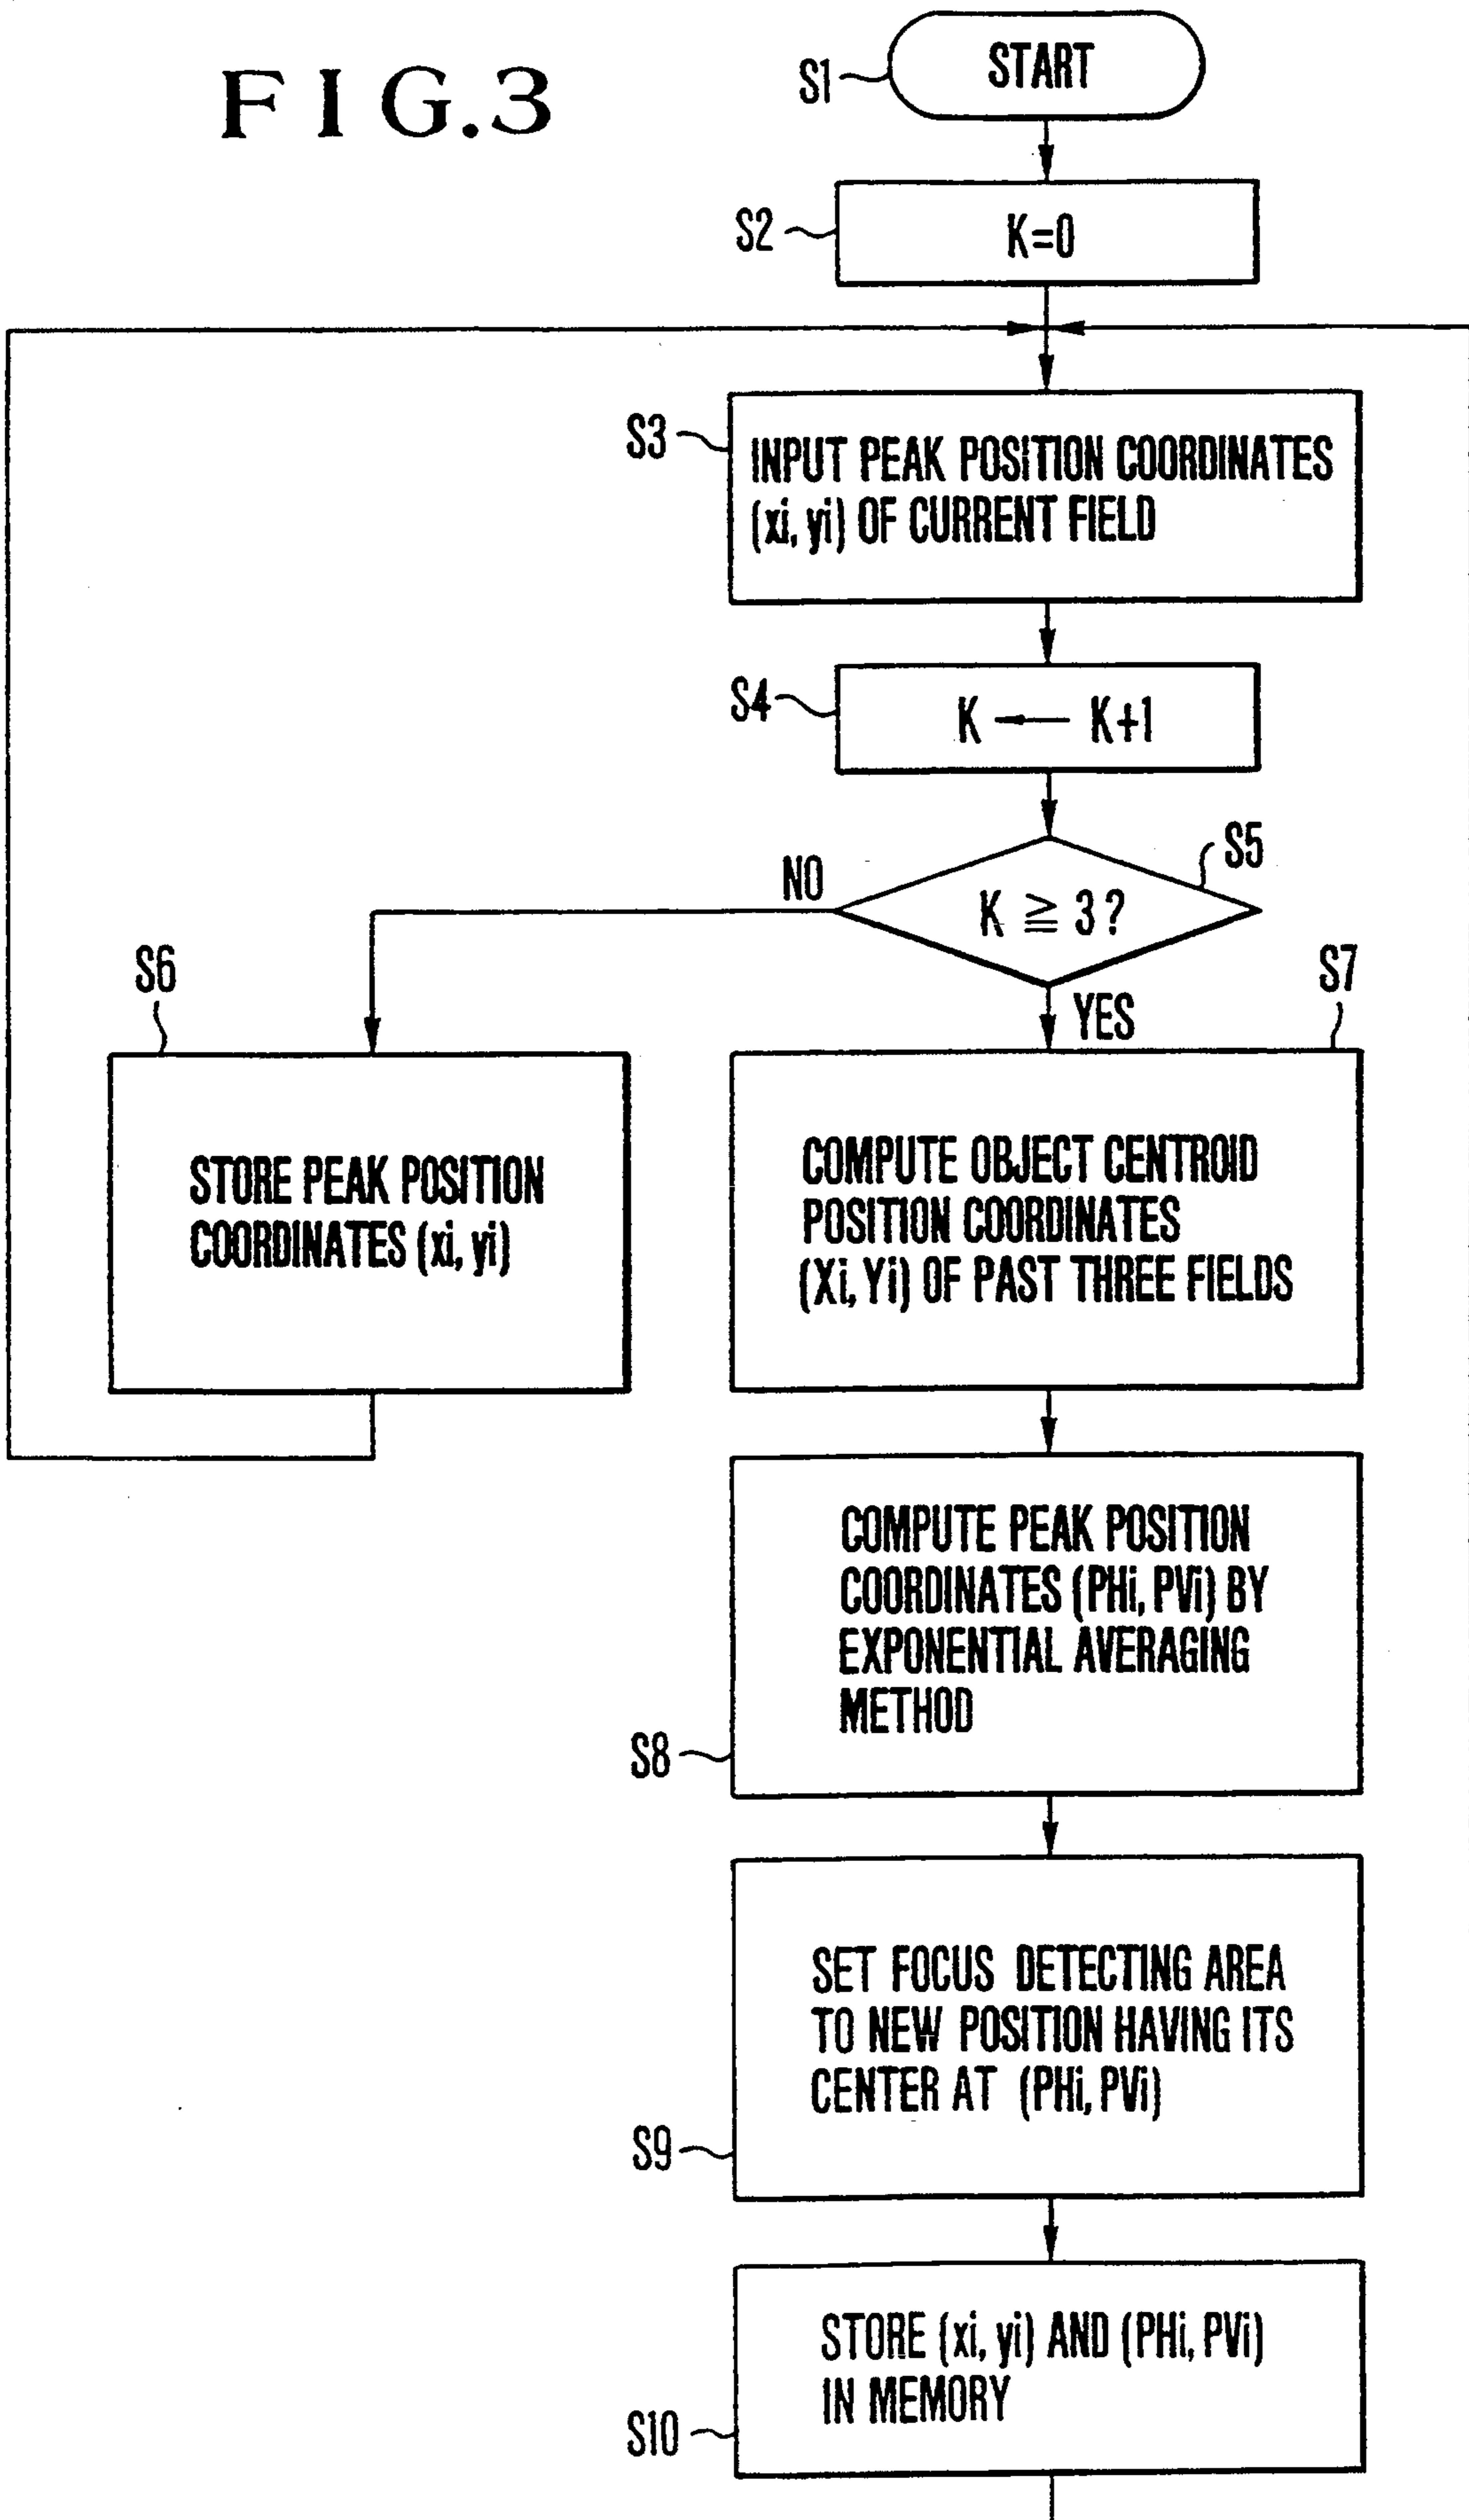 FIG.3
S1
START
S2
K=0
S3
INPUT PEAK POSITION COORDINATES
(xi, yi) OF CURRENT FIELD
S4
K ← K+1
S5
K ≧ 3?
NO
YES
S6
STORE PEAK POSITION
COORDINATES (xi, yi)
S7
COMPUTE OBJECT CENTROID
POSITION COORDINATES
(Xi, Yi) OF PAST THREE FIELDS
COMPUTE PEAK POSITION
COORDINATES (PHi, PVi) BY
EXPONENTIAL AVERAGING
METHOD
S8
SET FOCUS DETECTING AREA
TO NEW POSITION HAVING ITS
CENTER AT (PHi, PVi)
S9
STORE (xi, yi) AND (PHi, PVi)
IN MEMORY
S10